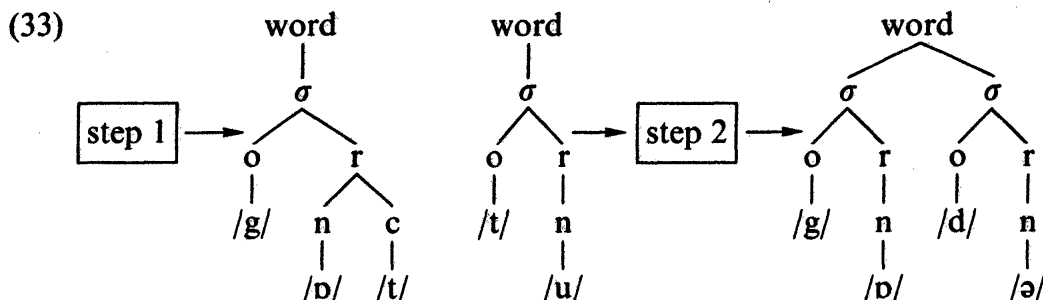 (33) word word word
σ σ σ σ
step 1 step 2
o r o r o r o r
/g/ n c /t/ n /g/ n /d/ n
/ɒ/ /t/ /u/ /ɒ/ /ə/